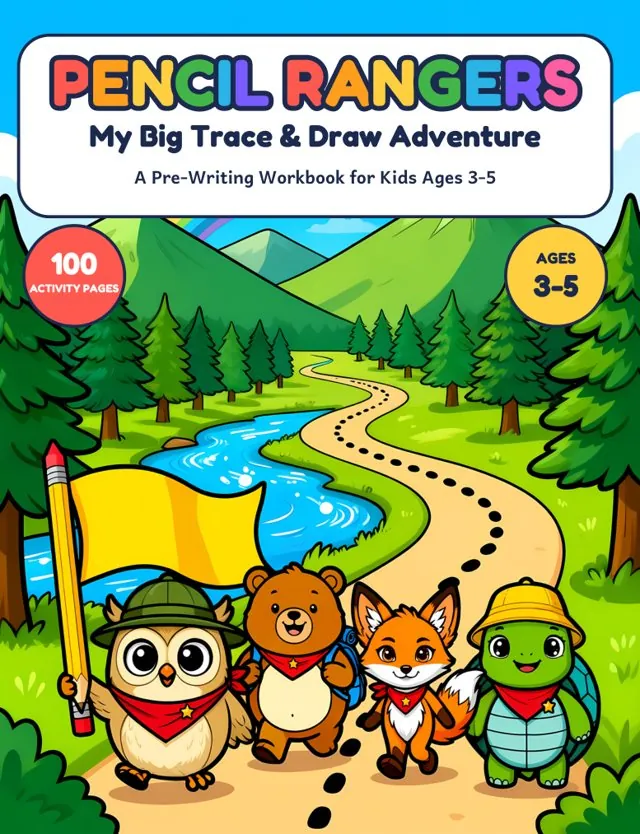 PENCIL RANGERS
My Big Trace & Draw Adventure
A Pre-Writing Workbook for Kids Ages 3-5
100
ACTIVITY PAGES
AGES
3-5